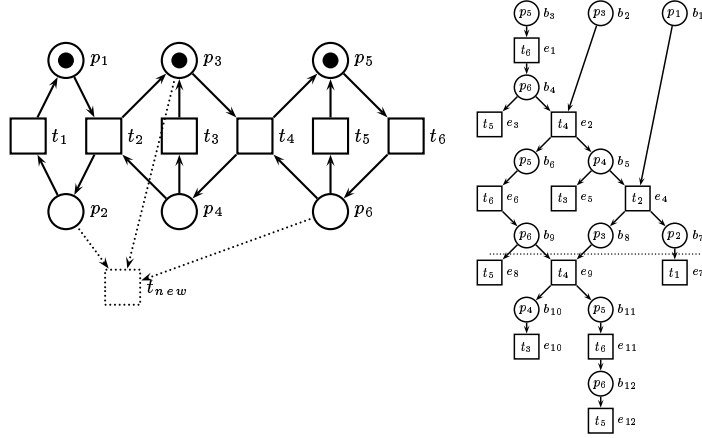 p5 b3 p3 b2 p1 b1
p1 p3 p5
t6 e1
p6 b4
t1 t2 t3 t4 t5 t6
t5 e3 t4 e2
p5 b6 p4 b5
t6 e6 t3 e5 t2 e4
p2 p4 p6
p6 b9 p3 b8 p2 b7
t5 e8 t4 e9 t1 e7
tnew
p4 b10 p5 b11
t3 e10 t6 e11
p6 b12
t5 e12